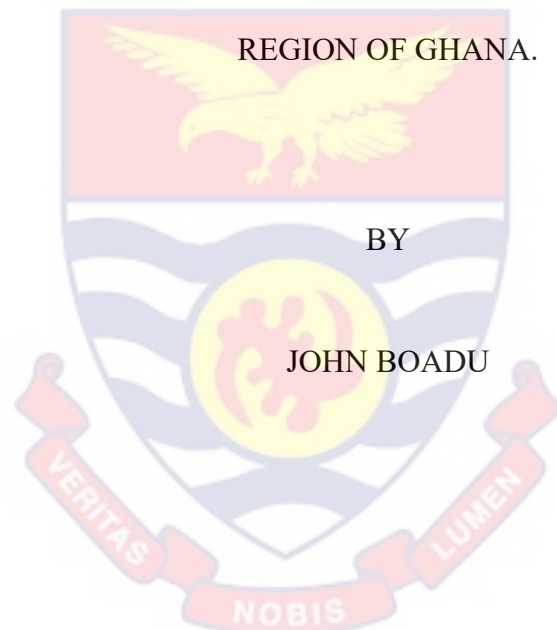 REGION OF GHANA.
BY
JOHN BOADU
VERITAS
NOBIS
LUMEN